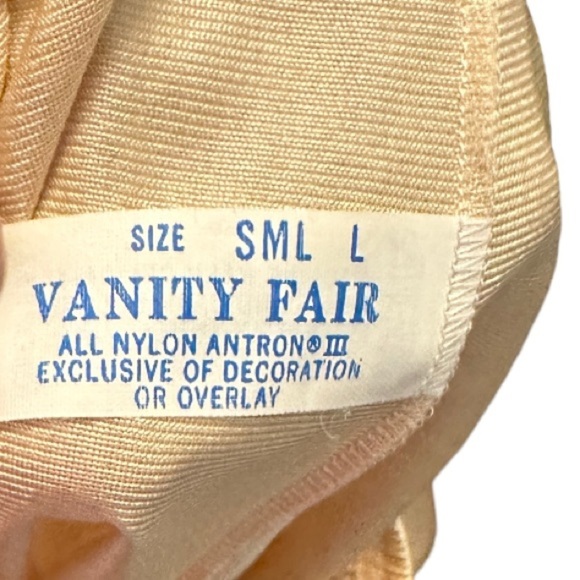 SIZE SML L
VANITY FAIR
ALL NYLON ANTRON® III
EXCLUSIVE OF DECORATION
OR OVERLAY